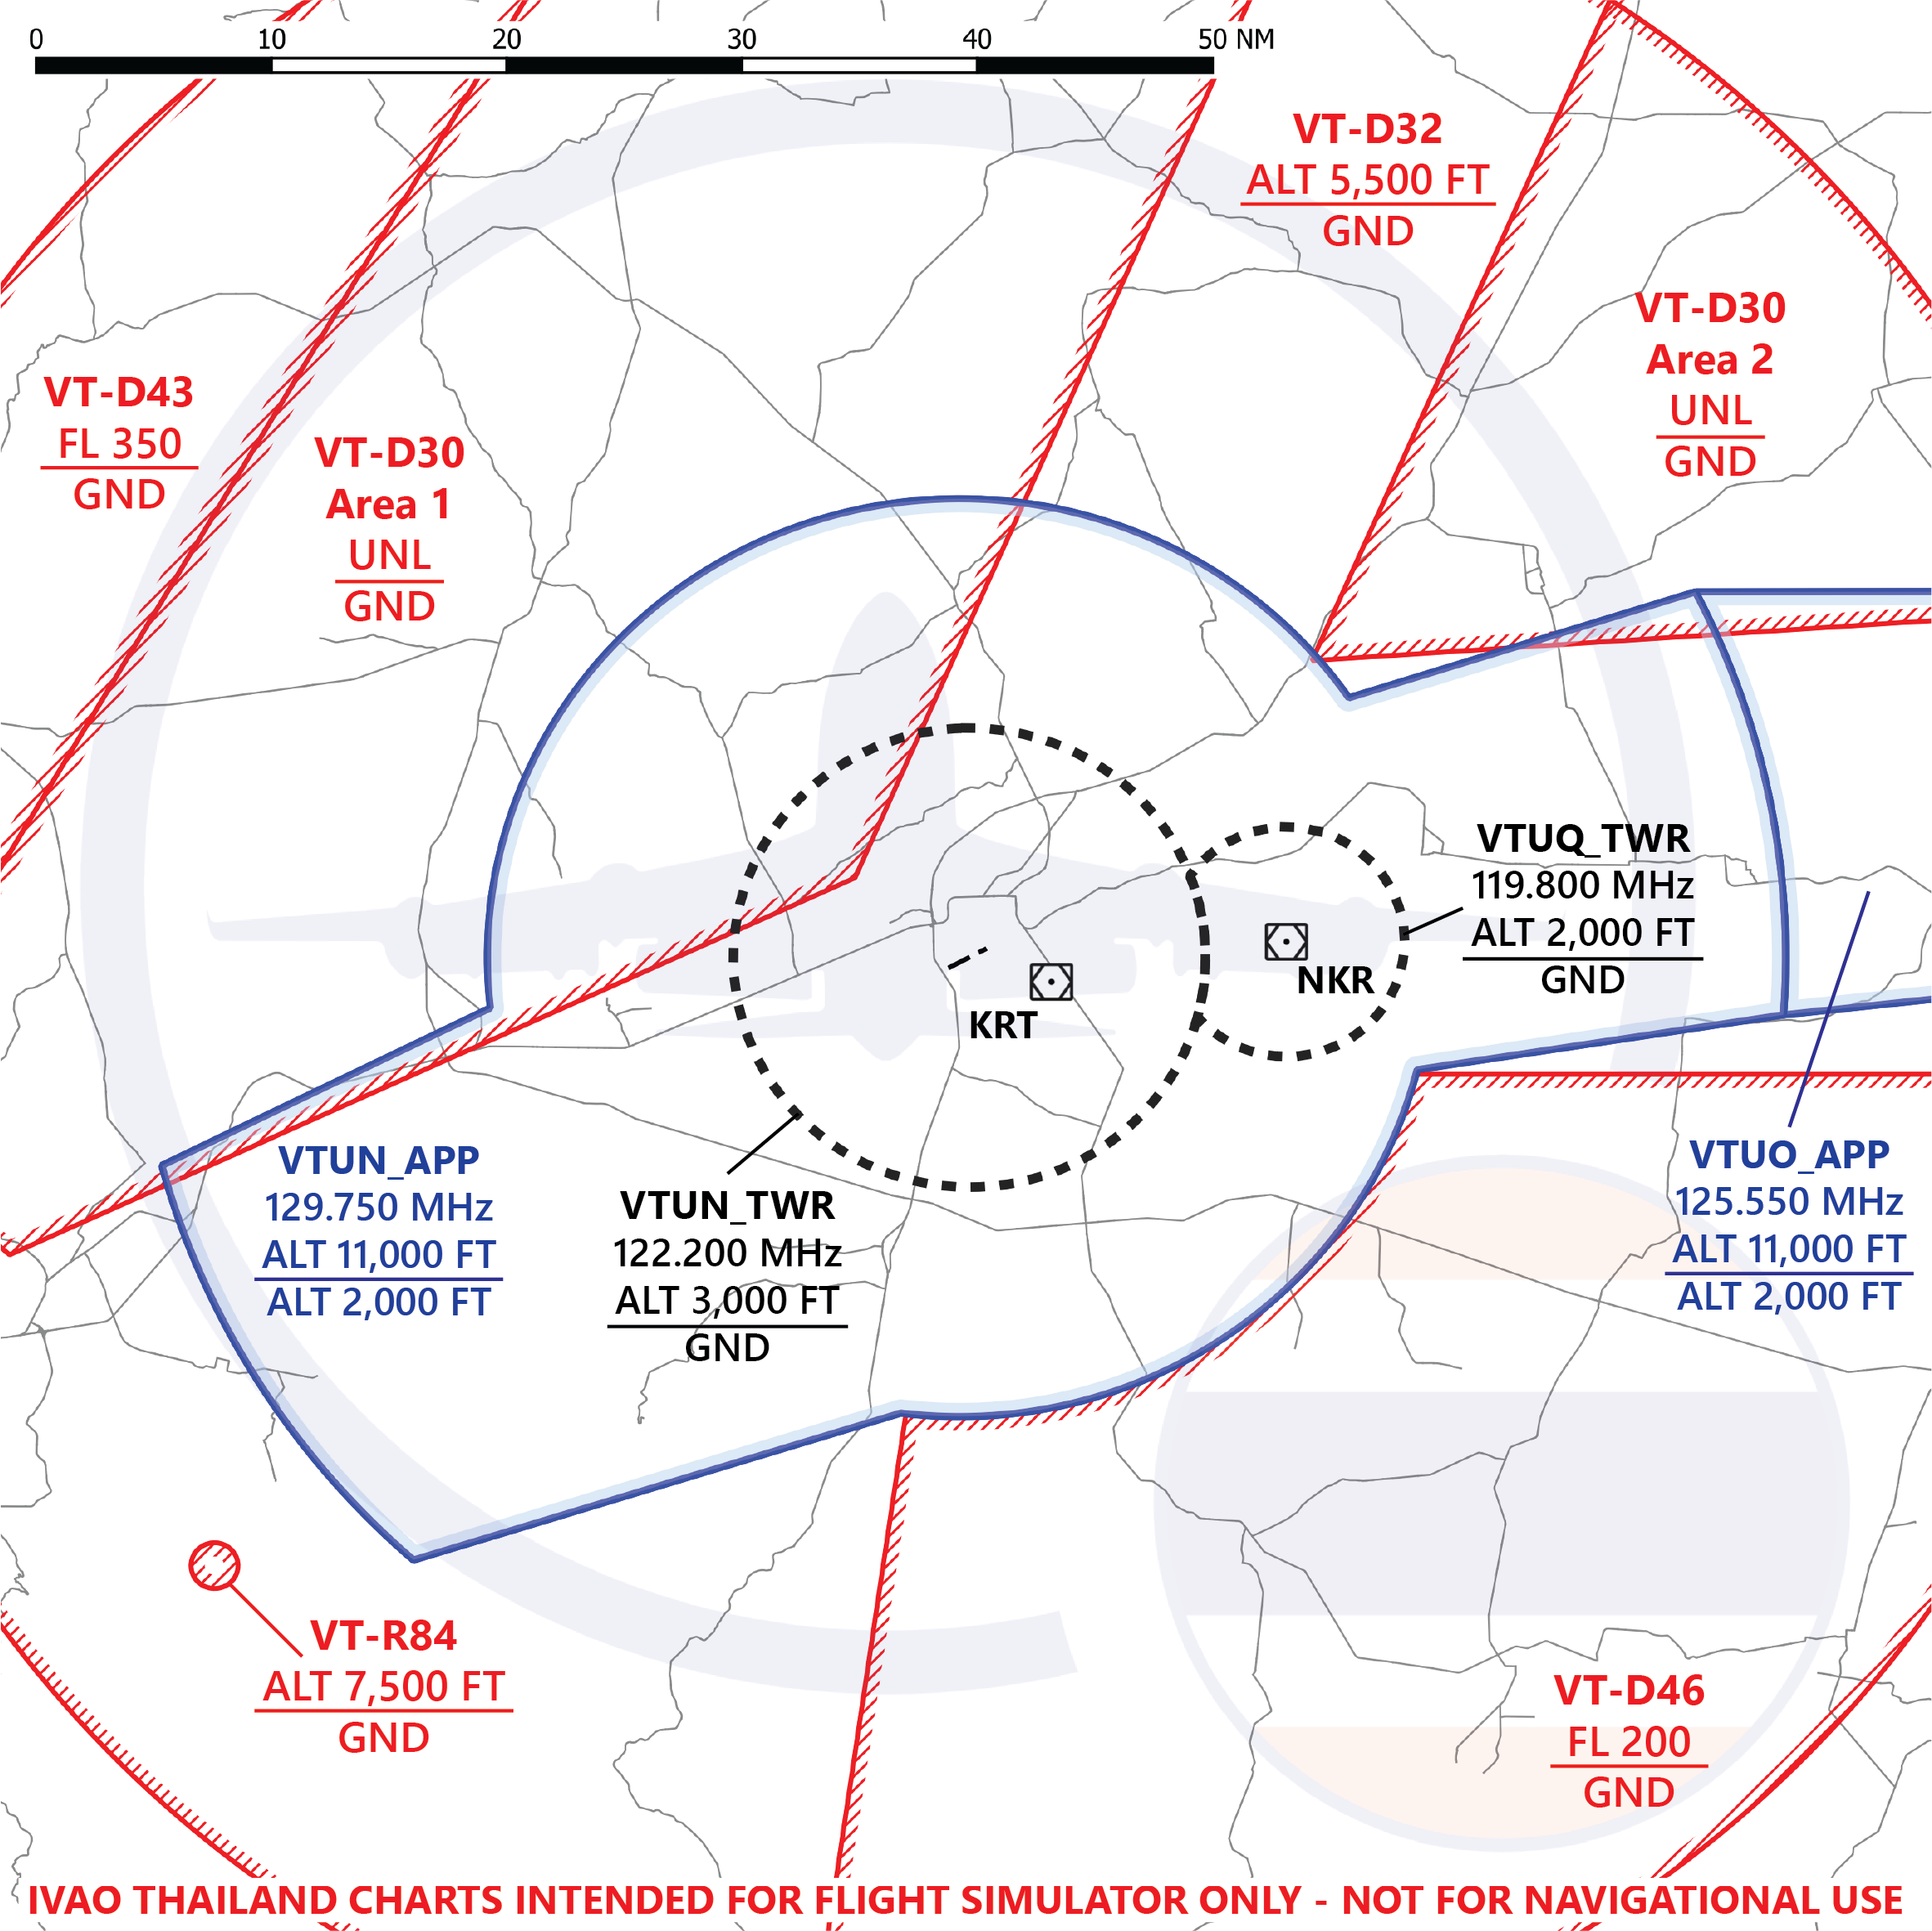 0 10 20 30 40 50 NM
VT-D32
ALT 5,500 FT
GND
VT-D30
Area 2
UNL
GND
VT-D43
FL 350
GND
VT-D30
Area 1
UNL
GND
VTUQ_TWR
119.800 MHz
ALT 2,000 FT
GND
NKR
KRT
VTUN_APP
129.750 MHz
ALT 11,000 FT
ALT 2,000 FT
VTUN_TWR
122.200 MHz
ALT 3,000 FT
GND
VTUO_APP
125.550 MHz
ALT 11,000 FT
ALT 2,000 FT
VT-R84
ALT 7,500 FT
GND
VT-D46
FL 200
GND
IVAO THAILAND CHARTS INTENDED FOR FLIGHT SIMULATOR ONLY - NOT FOR NAVIGATIONAL USE